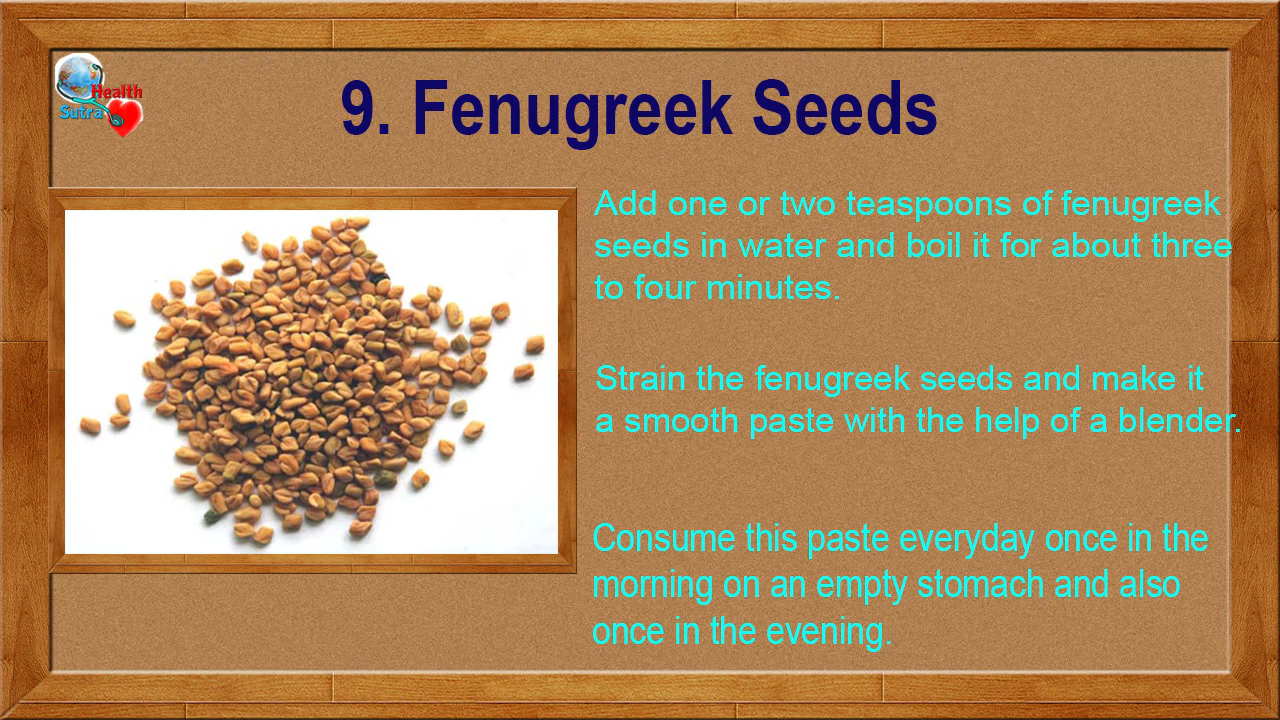 Health
Sutra
9. Fenugreek Seeds
Add one or two teaspoons of fenugreek
seeds in water and boil it for about three
to four minutes.
Strain the fenugreek seeds and make it
a smooth paste with the help of a blender.
Consume this paste everyday once in the
morning on an empty stomach and also
once in the evening.